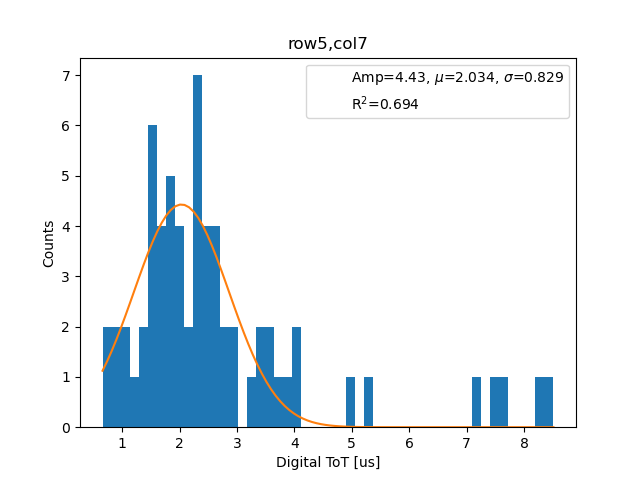 row5,col7
Amp=4.43, μ=2.034, σ=0.829
R²=0.694
Counts
7
6
5
4
3
2
1
0
1 2 3 4 5 6 7 8
Digital ToT [us]